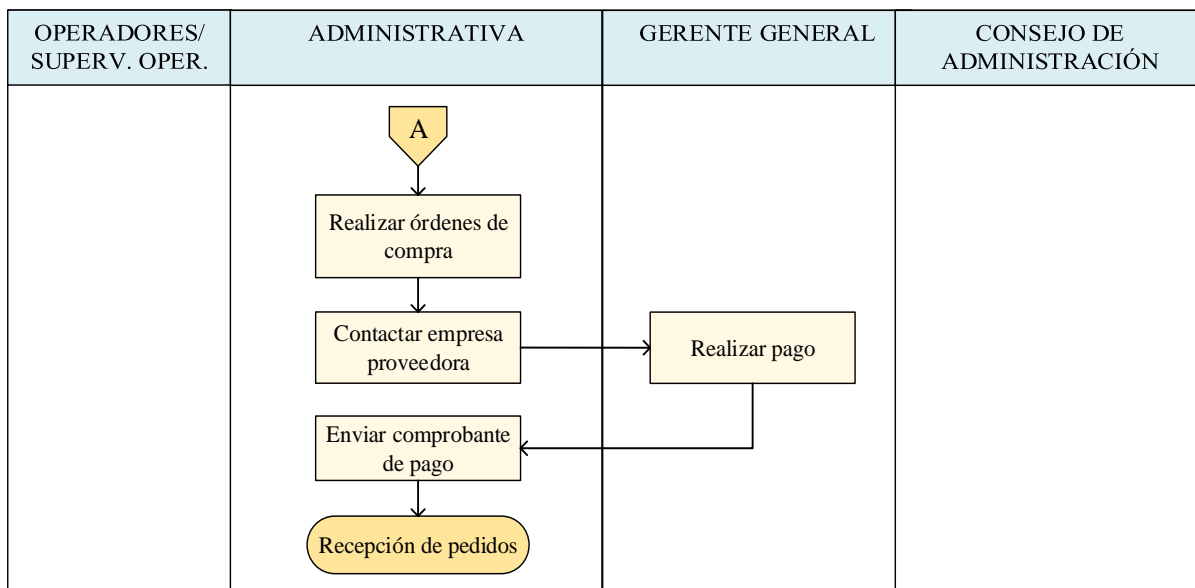 OPERADORES/
SUPERV. OPER.
ADMINISTRATIVA
GERENTE GENERAL
CONSEJO DE
ADMINISTRACIÓN
A
Realizar órdenes de
compra
Contactar empresa
proveedora
Realizar pago
Enviar comprobante
de pago
Recepción de pedidos